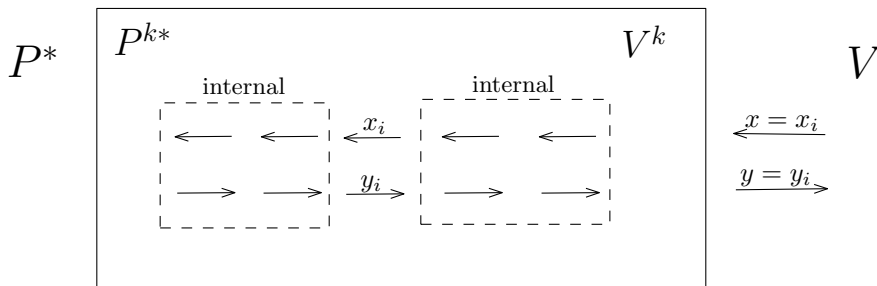 P* P^{k*} V^k V
internal internal
x_i x = x_i
y_i y = y_i